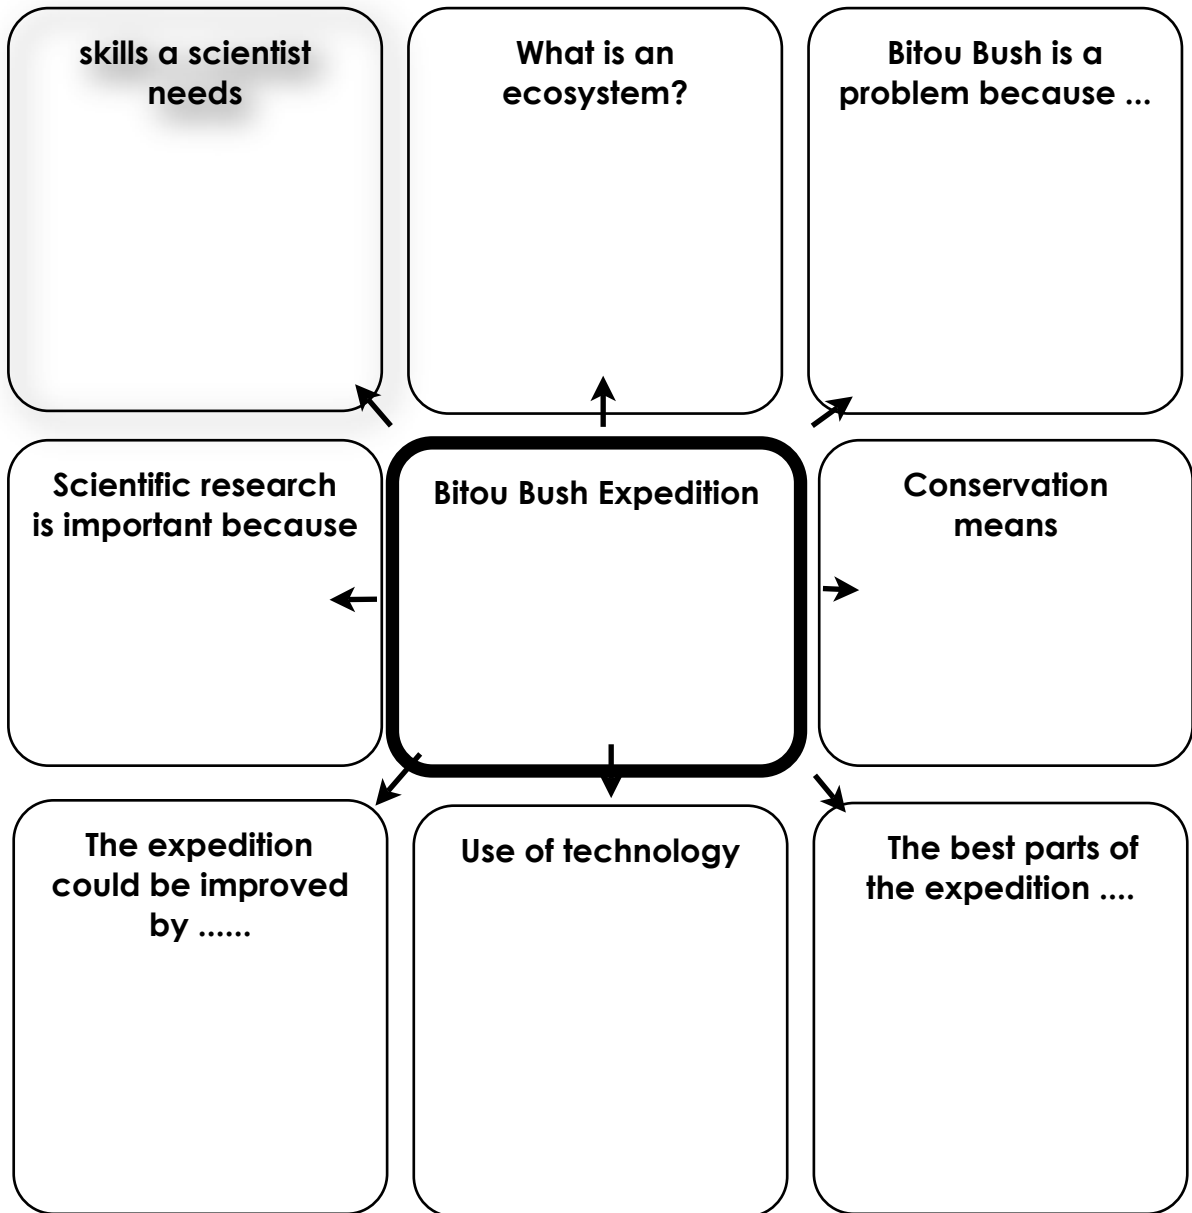 skills a scientist
needs
What is an
ecosystem?
Bitou Bush is a
problem because ...
Scientific research
is important because
Bitou Bush Expedition
Conservation
means
The expedition
could be improved
by ......
Use of technology
The best parts of
the expedition ....